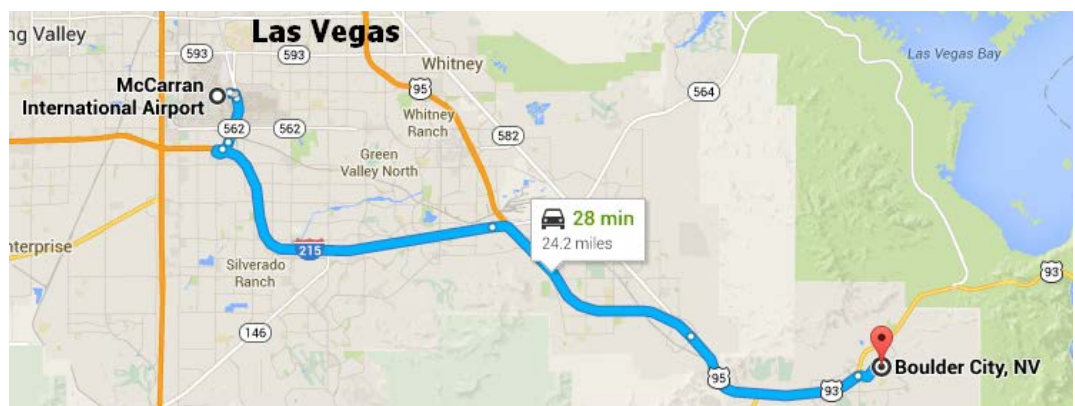 ng Valley
593
593
Las Vegas
Whitney
Las Vegas Bay
McCarran
International Airport
95
564
562
562
Whitney
Ranch
582
Green
Valley North
28 min
24.2 miles
nterprise
215
Silverado
Ranch
93
146
95
93
Boulder City, NV